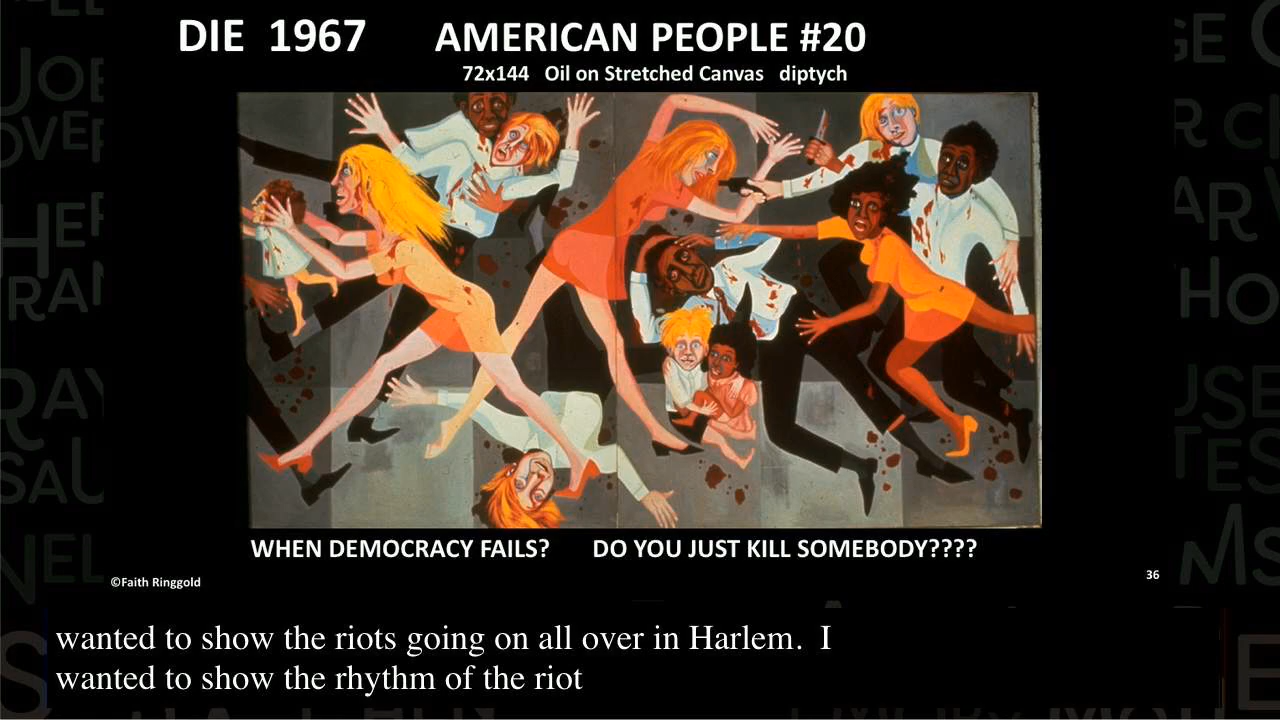 DIE 1967 AMERICAN PEOPLE #20
72x144 Oil on Stretched Canvas diptych
WHEN DEMOCRACY FAILS? DO YOU JUST KILL SOMEBODY????
©Faith Ringgold
36
wanted to show the riots going on all over in Harlem. I
wanted to show the rhythm of the riot